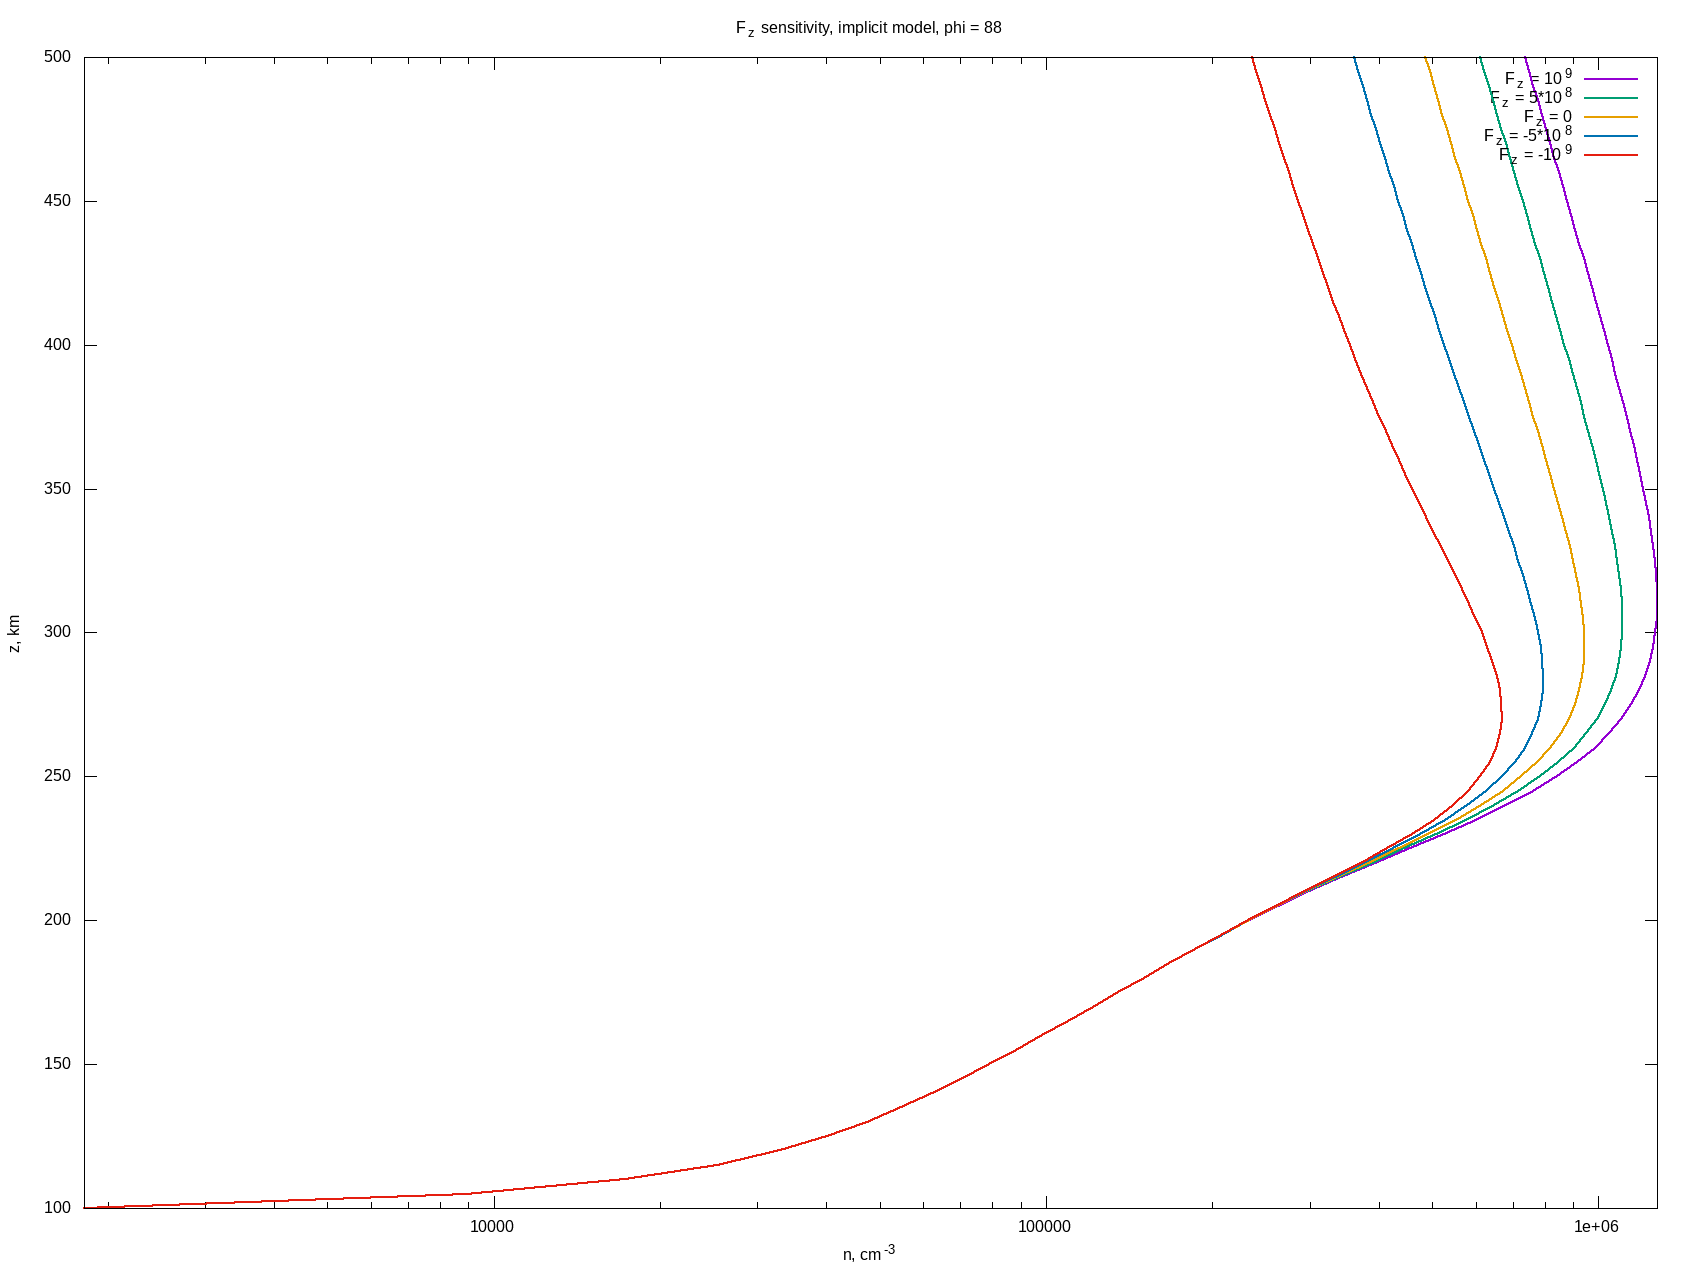 F z sensitivity, implicit model, phi = 88
500
450
400
350
300
250
200
150
100
z, km
F z = 10 9
F z = 5*10 8
F z = 0
F z = -5*10 8
F z = -10 9
10000
100000
1e+06
n, cm -3